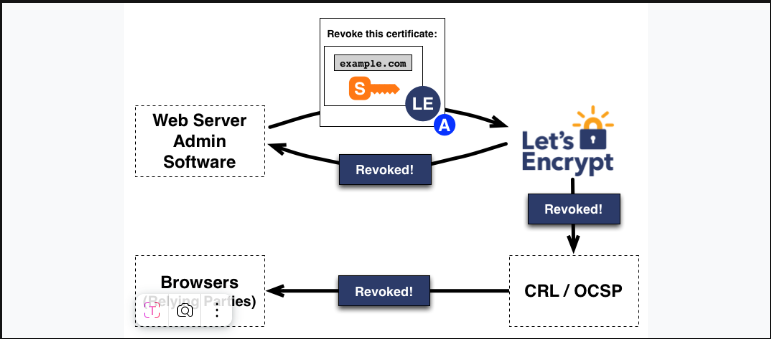 Revoke this certificate:
example.com
S
LE
A
Web Server
Admin
Software
Let's
Encrypt
Revoked!
Revoked!
Browsers
(Relying Parties)
Revoked!
CRL / OCSP
T